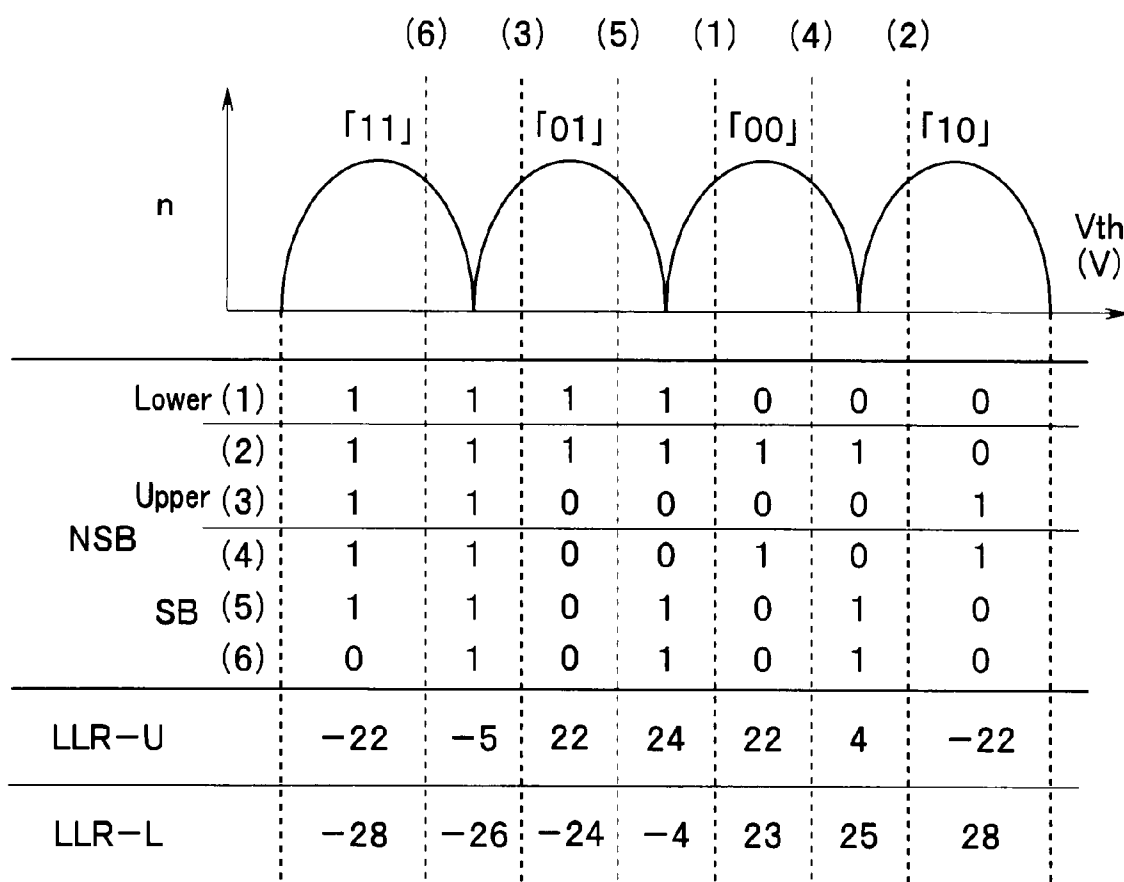 (6) (3) (5) (1) (4) (2)
「11」 「01」 「00」 「10」
n
Vth
(V)
Lower (1) 1 1 1 1 0 0 0
(2) 1 1 1 1 1 1 0
Upper (3) 1 1 0 0 0 0 1
NSB
(4) 1 1 0 0 1 0 1
SB (5) 1 1 0 1 0 1 0
(6) 0 1 0 1 0 1 0
LLR-U -22 -5 22 24 22 4 -22
LLR-L -28 -26 -24 -4 23 25 28